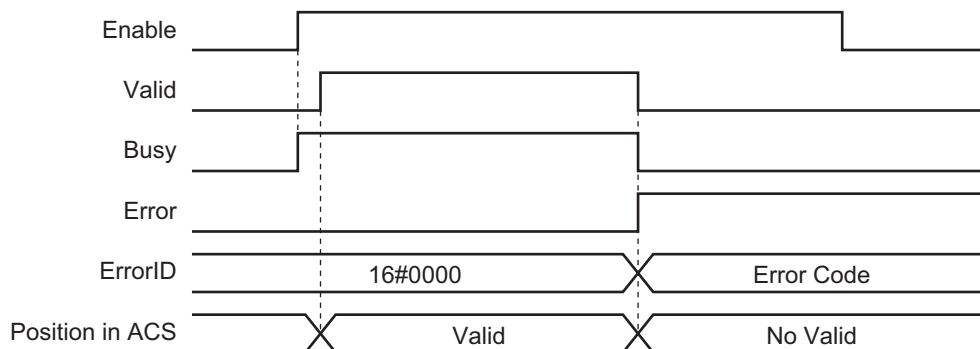 Enable
Valid
Busy
Error
ErrorID 16#0000 Error Code
Position in ACS Valid No Valid